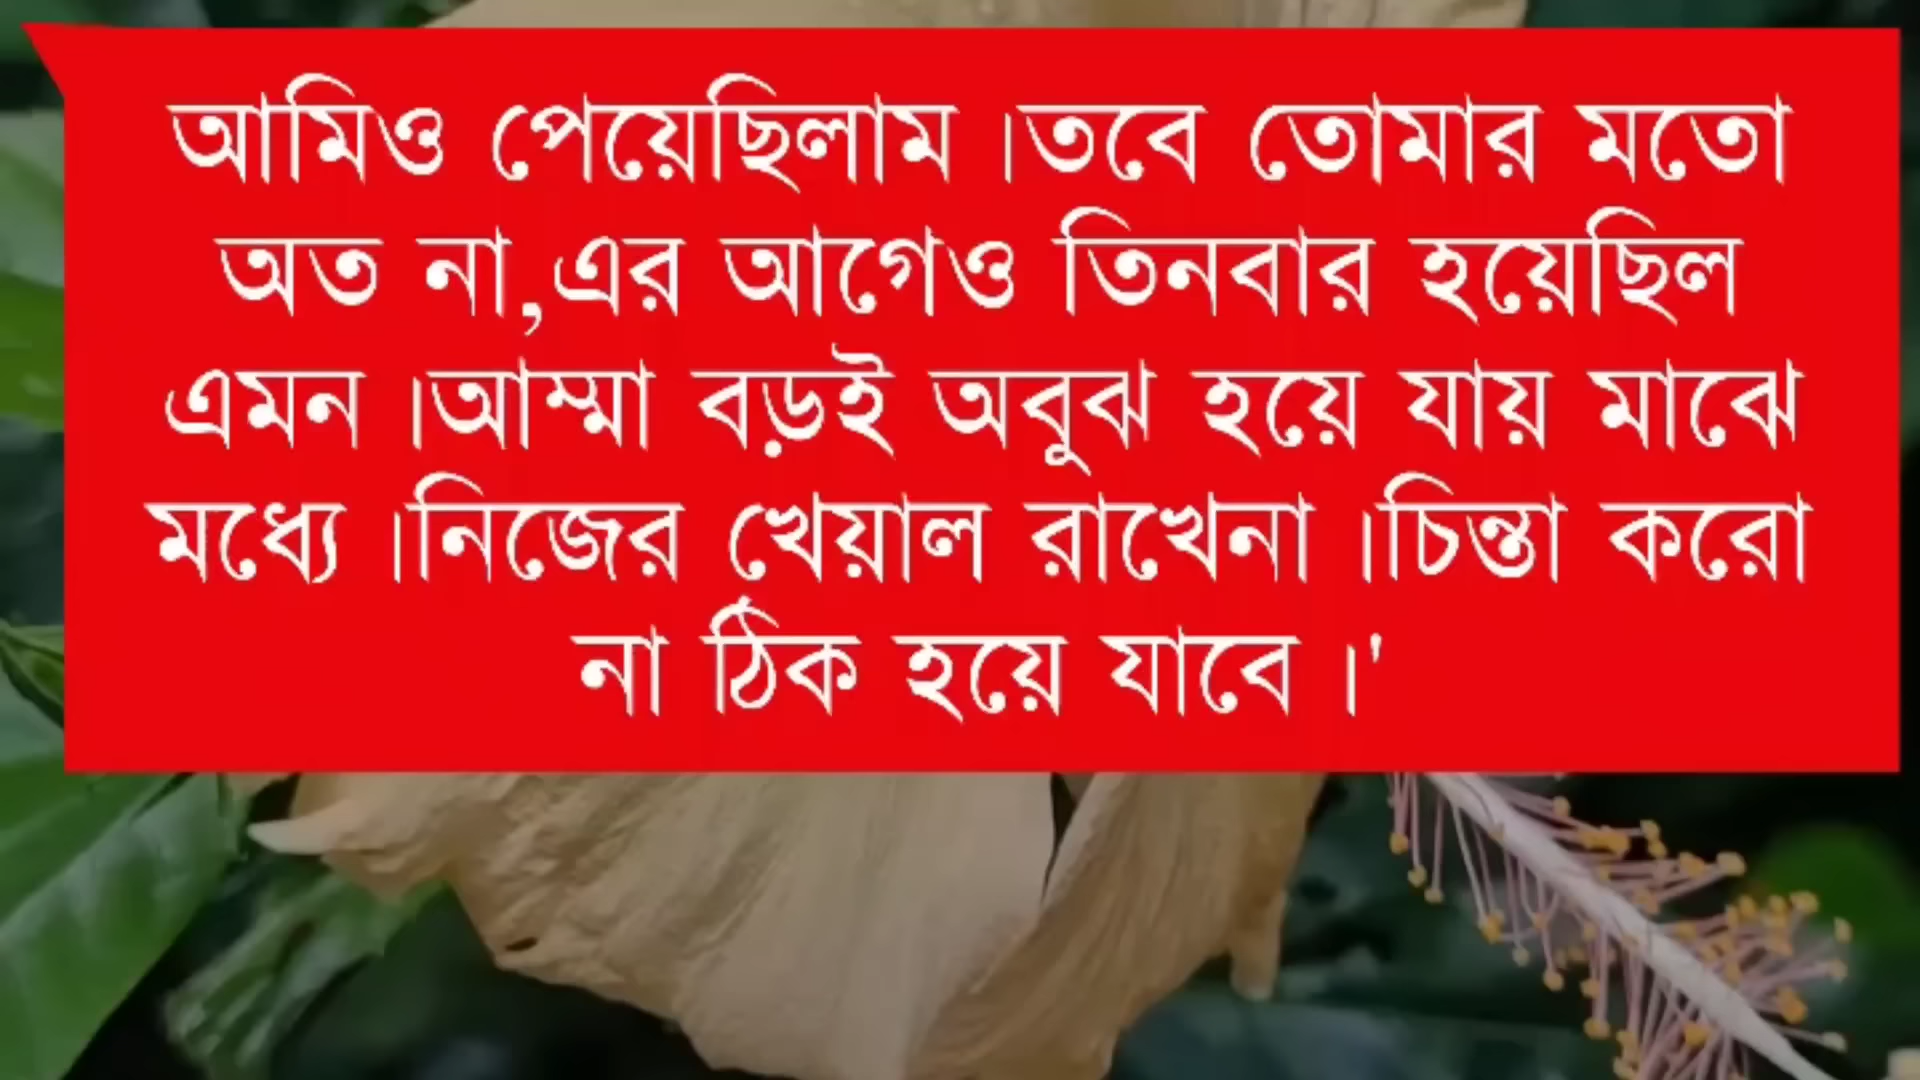 আমিও পেয়েছিলাম ।তবে তোমার মতো
অত না,এর আগেও তিনবার হয়েছিল
এমন ।আম্মা বড়ই অবুঝ হয়ে যায় মাঝে
মধ্যে ।নিজের খেয়াল রাখেনা ।চিন্তা করো
না ঠিক হয়ে যাবে ।'